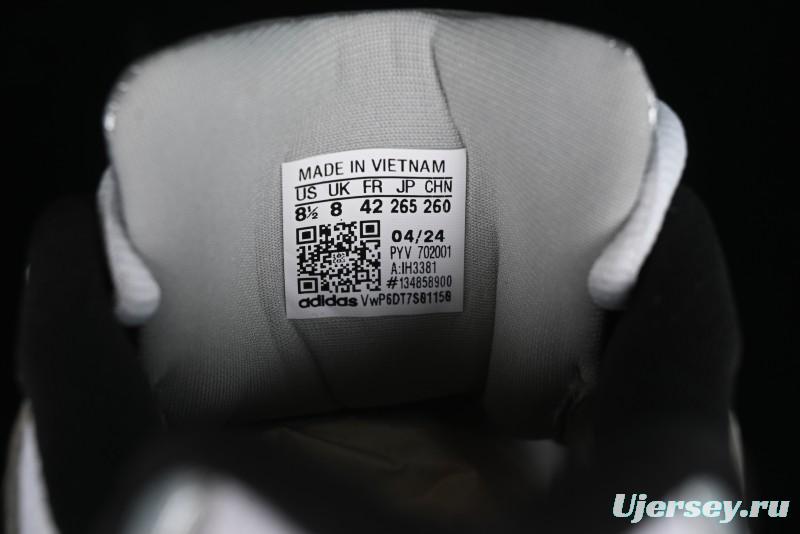 MADE IN VIETNAM
US UK FR JP CHN
8½ 8 42 265 260
04/24
PYV 702001
A:IH3381
#134858900
adidas VwP6DT7S01150
Ujersey.ru